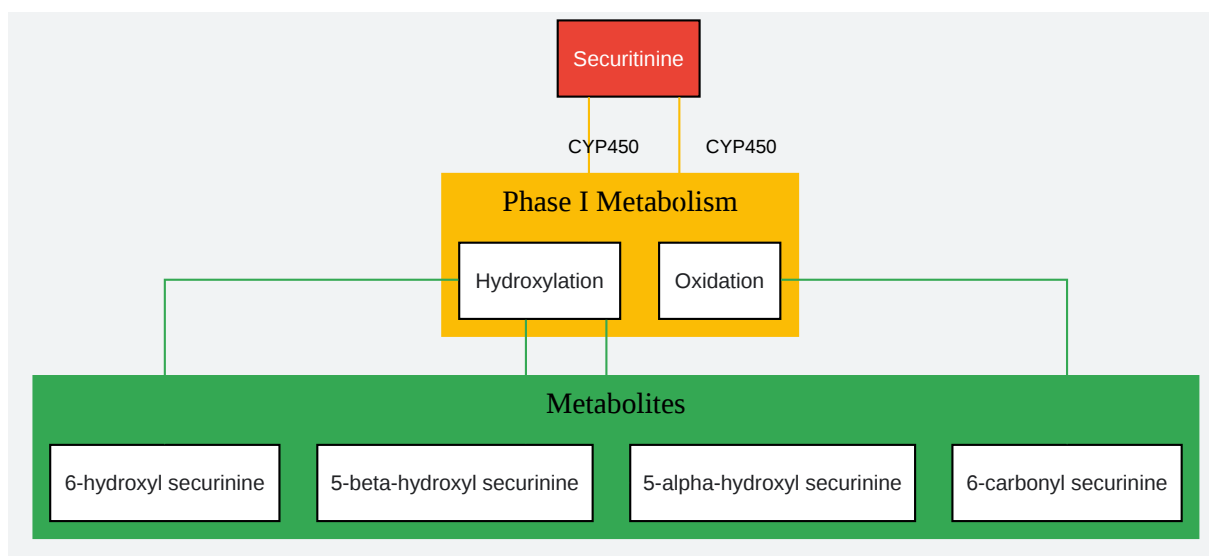 Securitinine
CYP450 CYP450
Phase I Metabolism
Hydroxylation Oxidation
Metabolites
6-hydroxyl securinine 5-beta-hydroxyl securinine 5-alpha-hydroxyl securinine 6-carbonyl securinine